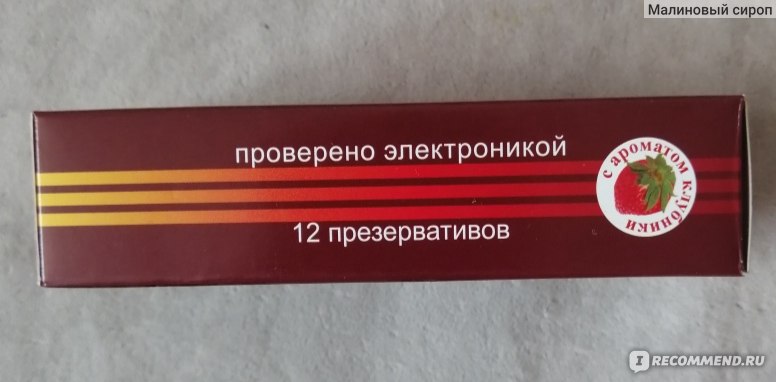 Малиновый сироп
проверено электроникой
с ароматом клубники
12 презервативов
I RECOMMEND.RU